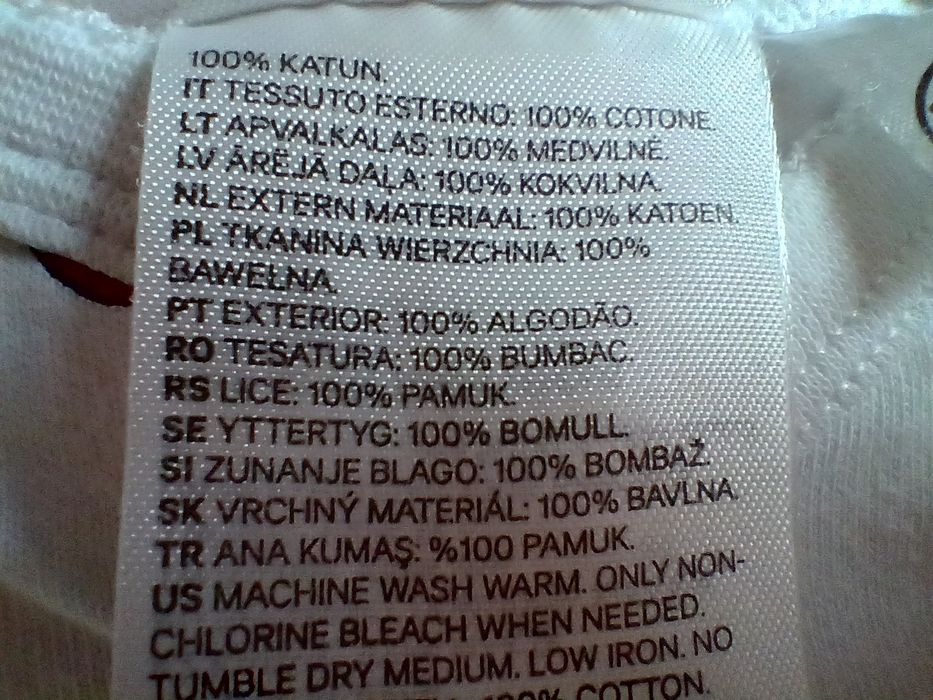 100% KATUN.
IT TESSUTO ESTERNO: 100% COTONE.
LT APVALKALAS: 100% MEDVILNĖ.
LV ĀRĒJĀ DAĻA: 100% KOKVILNA.
NL EXTERN MATERIAAL: 100% KATOEN.
PL TKANINA WIERZCHNIA: 100%
BAWEŁNA.
PT EXTERIOR: 100% ALGODÃO.
RO TESATURA: 100% BUMBAC.
RS LICE: 100% PAMUK.
SE YTTERTYG: 100% BOMULL.
SI ZUNANJE BLAGO: 100% BOMBAŽ.
SK VRCHNÝ MATERIÁL: 100% BAVLNA.
TR ANA KUMAŞ: %100 PAMUK.
US MACHINE WASH WARM. ONLY NON-
CHLORINE BLEACH WHEN NEEDED.
TUMBLE DRY MEDIUM. LOW IRON. NO
100% COTTON.